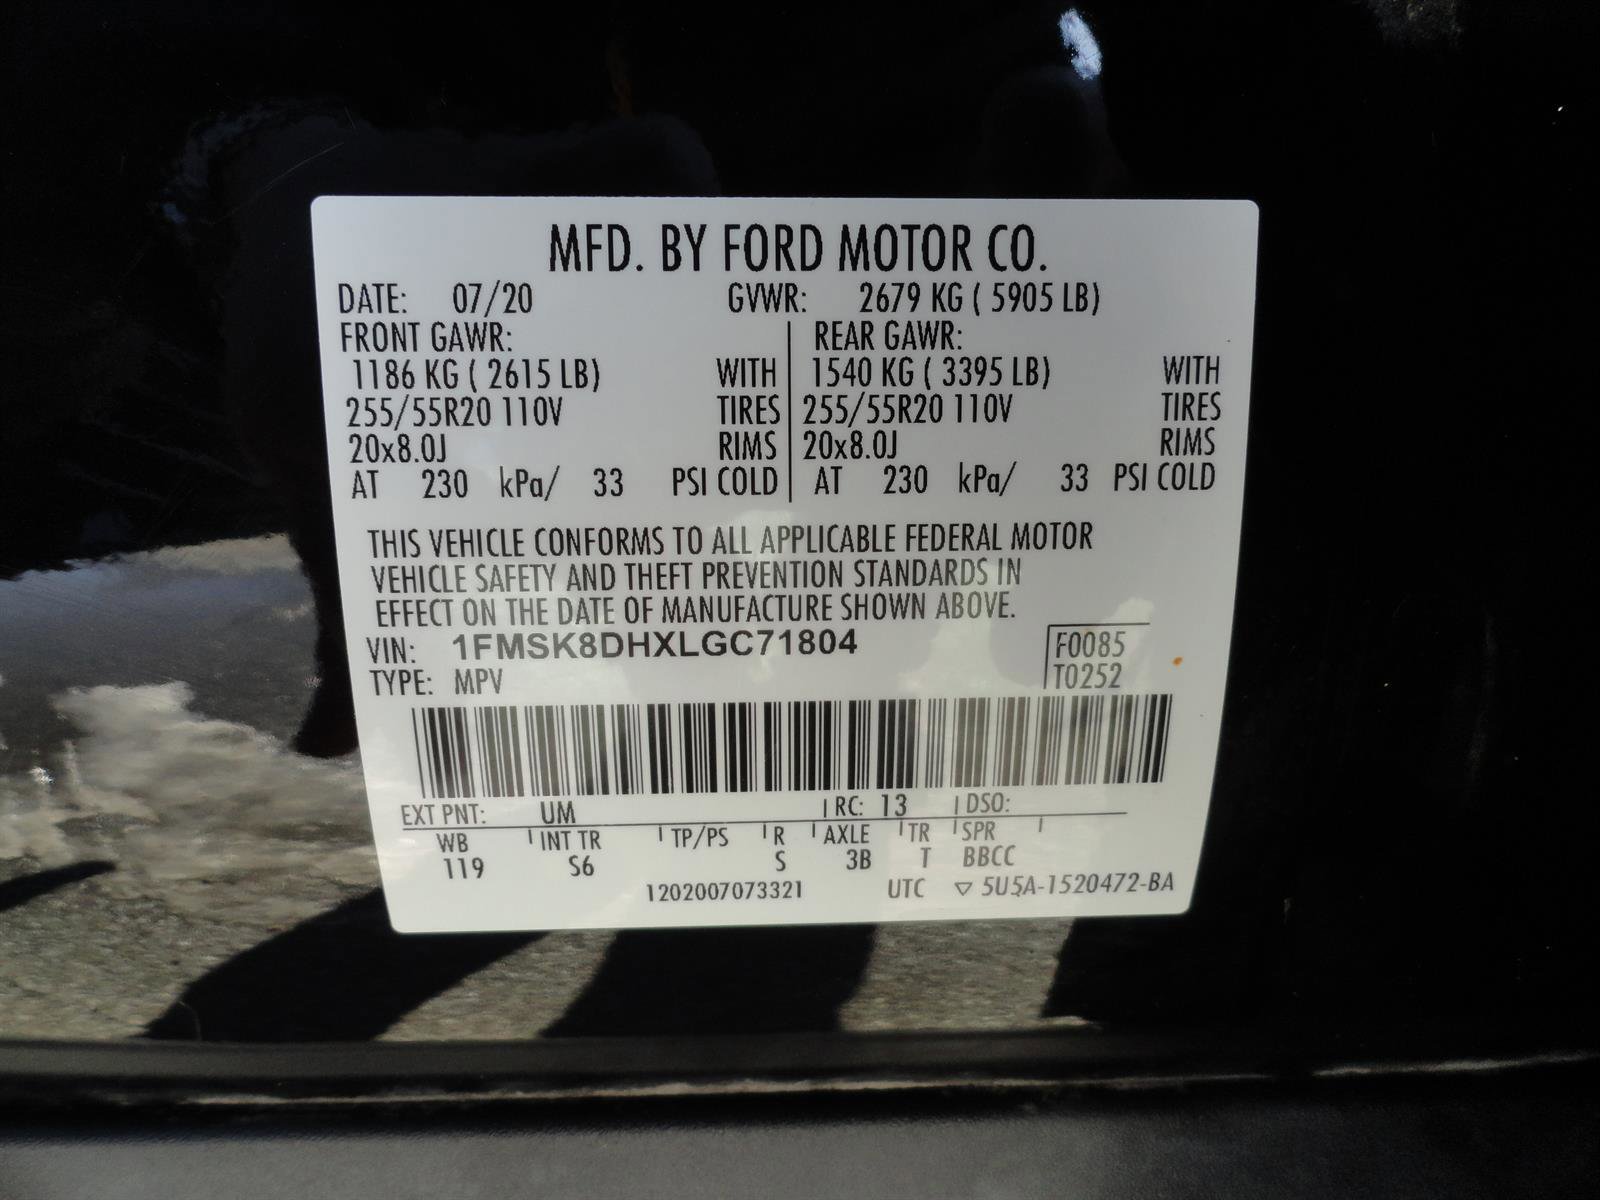 MFD. BY FORD MOTOR CO.
DATE: 07/20 GVWR: 2679 KG ( 5905 LB)
FRONT GAWR: REAR GAWR:
1186 KG ( 2615 LB) WITH 1540 KG ( 3395 LB) WITH
255/55R20 110V TIRES 255/55R20 110V TIRES
20x8.0J RIMS 20x8.0J RIMS
AT 230 kPa/ 33 PSI COLD AT 230 kPa/ 33 PSI COLD
THIS VEHICLE CONFORMS TO ALL APPLICABLE FEDERAL MOTOR
VEHICLE SAFETY AND THEFT PREVENTION STANDARDS IN
EFFECT ON THE DATE OF MANUFACTURE SHOWN ABOVE.
VIN: 1FMSK8DHXLGC71804 F0085
TYPE: MPV T0252
EXT PNT: UM RC: 13 DSO:
WB INT TR TP/PS R AXLE TR SPR
119 S6 S 3B T BBCC
1202007073321 UTC ▽ 5U5A-1520472-BA